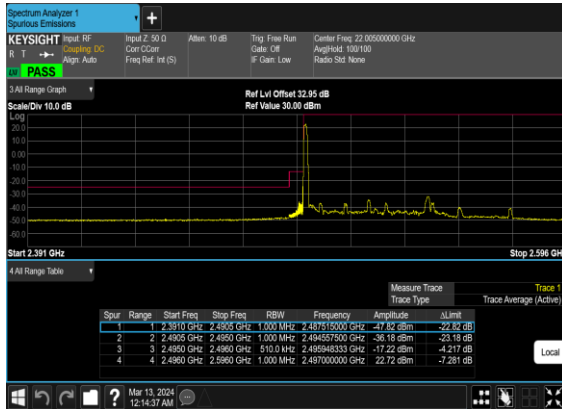 Spectrum Analyzer 1
Spurious Emissions
KEYSIGHT Input: RF Input Z: 50 Ω Atten: 10 dB Trig: Free Run Center Freq: 22.005000000 GHz
R T Coupling: DC Corr CCorr Gate: Off Avg|Hold: 100/100
Align: Auto Freq Ref: Int (S) IF Gain: Low Radio Std: None
PASS
3 All Range Graph
Ref Lvl Offset 32.95 dB
Scale/Div 10.0 dB Ref Value 30.00 dBm
Log
20.0
10.0
0.00
-10.0
-20.0
-30.0
-40.0
-50.0
-60.0
Start 2.391 GHz Stop 2.596 GH
4 All Range Table
Measure Trace Trace 1
Trace Type Trace Average (Active)
Spur Range Start Freq Stop Freq RBW Frequency Amplitude ΔLimit
1 1 2.3910 GHz 2.4905 GHz 1.000 MHz 2.487515000 GHz -47.82 dBm -22.82 dB
2 2 2.4905 GHz 2.4950 GHz 1.000 MHz 2.494557500 GHz -36.18 dBm -23.18 dB
3 3 2.4950 GHz 2.4960 GHz 510.0 kHz 2.495948333 GHz -17.22 dBm -4.217 dB
4 4 2.4960 GHz 2.5960 GHz 1.000 MHz 2.497000000 GHz 22.72 dBm -7.281 dB
Local
? Mar 13, 2024
12:14:37 AM